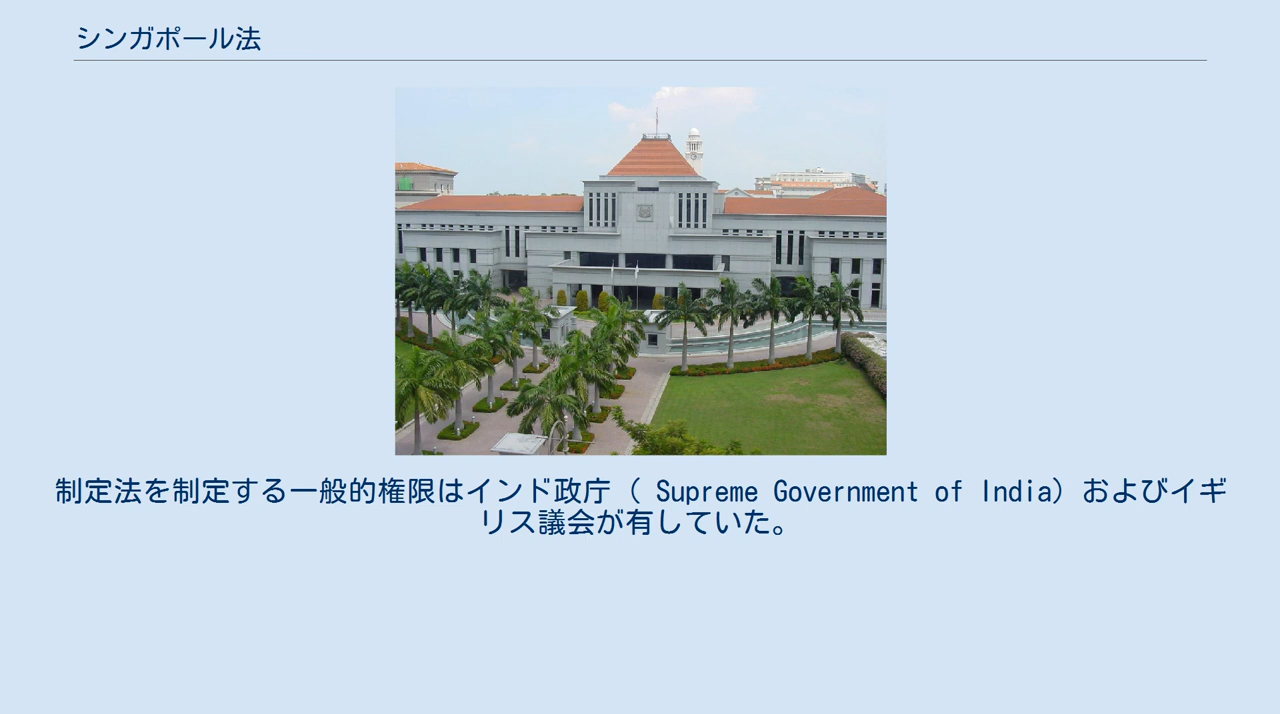 シンガポール法
制定法を制定する一般的権限はインド政庁（ Supreme Government of India）およびイギ
リス議会が有していた。